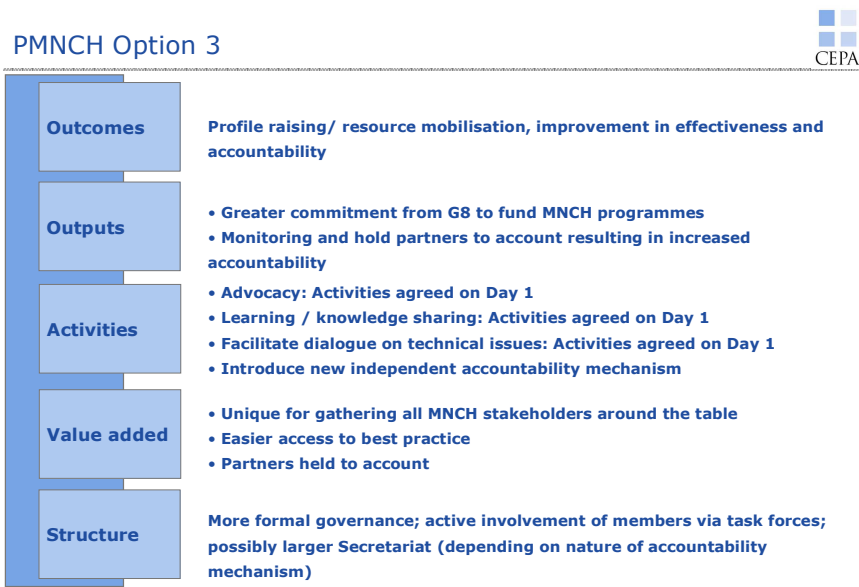 PMNCH Option 3
CEPA
Outcomes
Profile raising/ resource mobilisation, improvement in effectiveness and
accountability
Outputs
• Greater commitment from G8 to fund MNCH programmes
• Monitoring and hold partners to account resulting in increased
accountability
Activities
• Advocacy: Activities agreed on Day 1
• Learning / knowledge sharing: Activities agreed on Day 1
• Facilitate dialogue on technical issues: Activities agreed on Day 1
• Introduce new independent accountability mechanism
Value added
• Unique for gathering all MNCH stakeholders around the table
• Easier access to best practice
• Partners held to account
Structure
More formal governance; active involvement of members via task forces;
possibly larger Secretariat (depending on nature of accountability
mechanism)